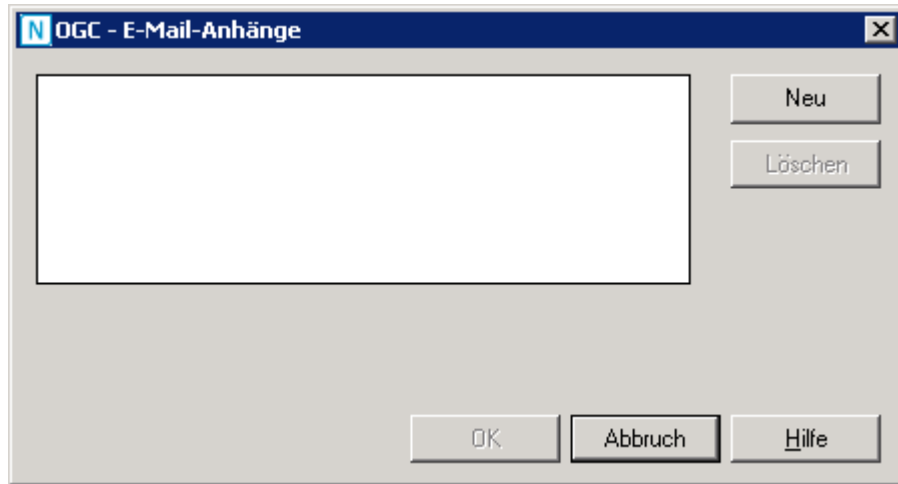 N OGC - E-Mail-Anhänge
Neu
Löschen
OK
Abbruch
Hilfe